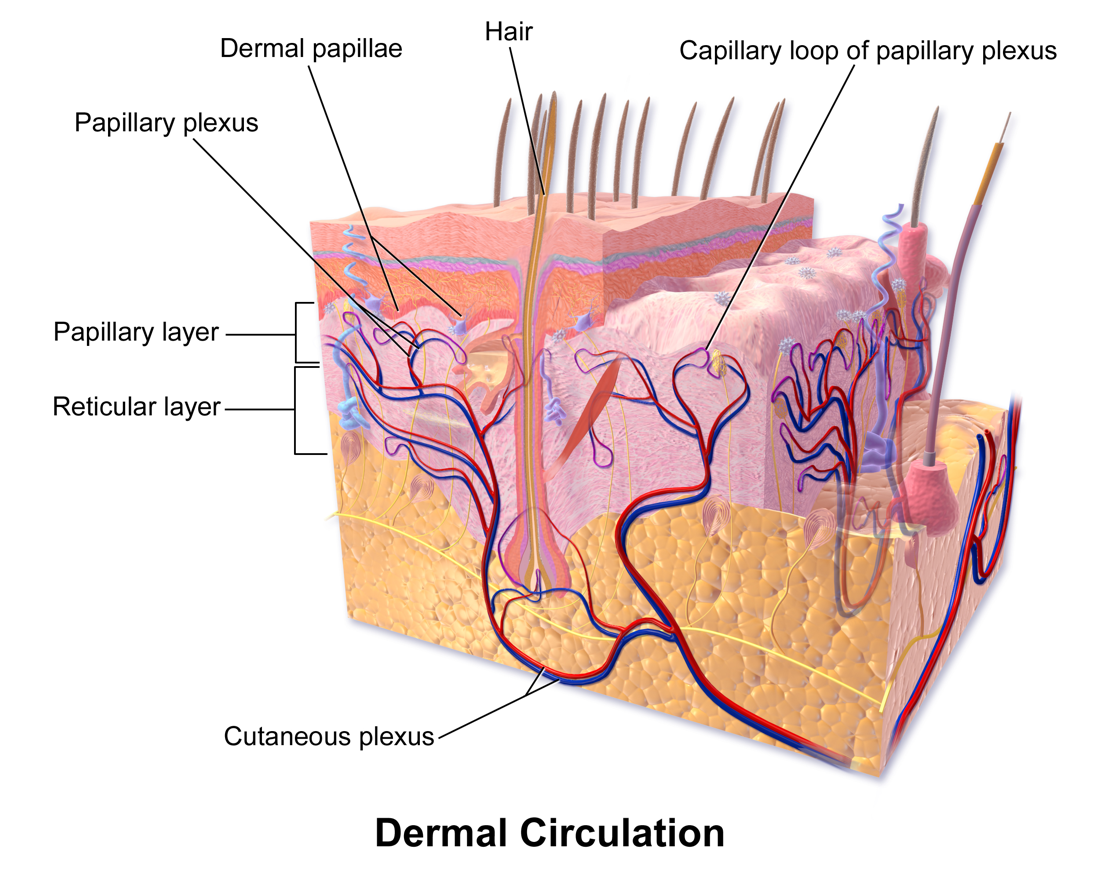 Hair
Dermal papillae
Capillary loop of papillary plexus
Papillary plexus
Papillary layer
Reticular layer
Cutaneous plexus
Dermal Circulation